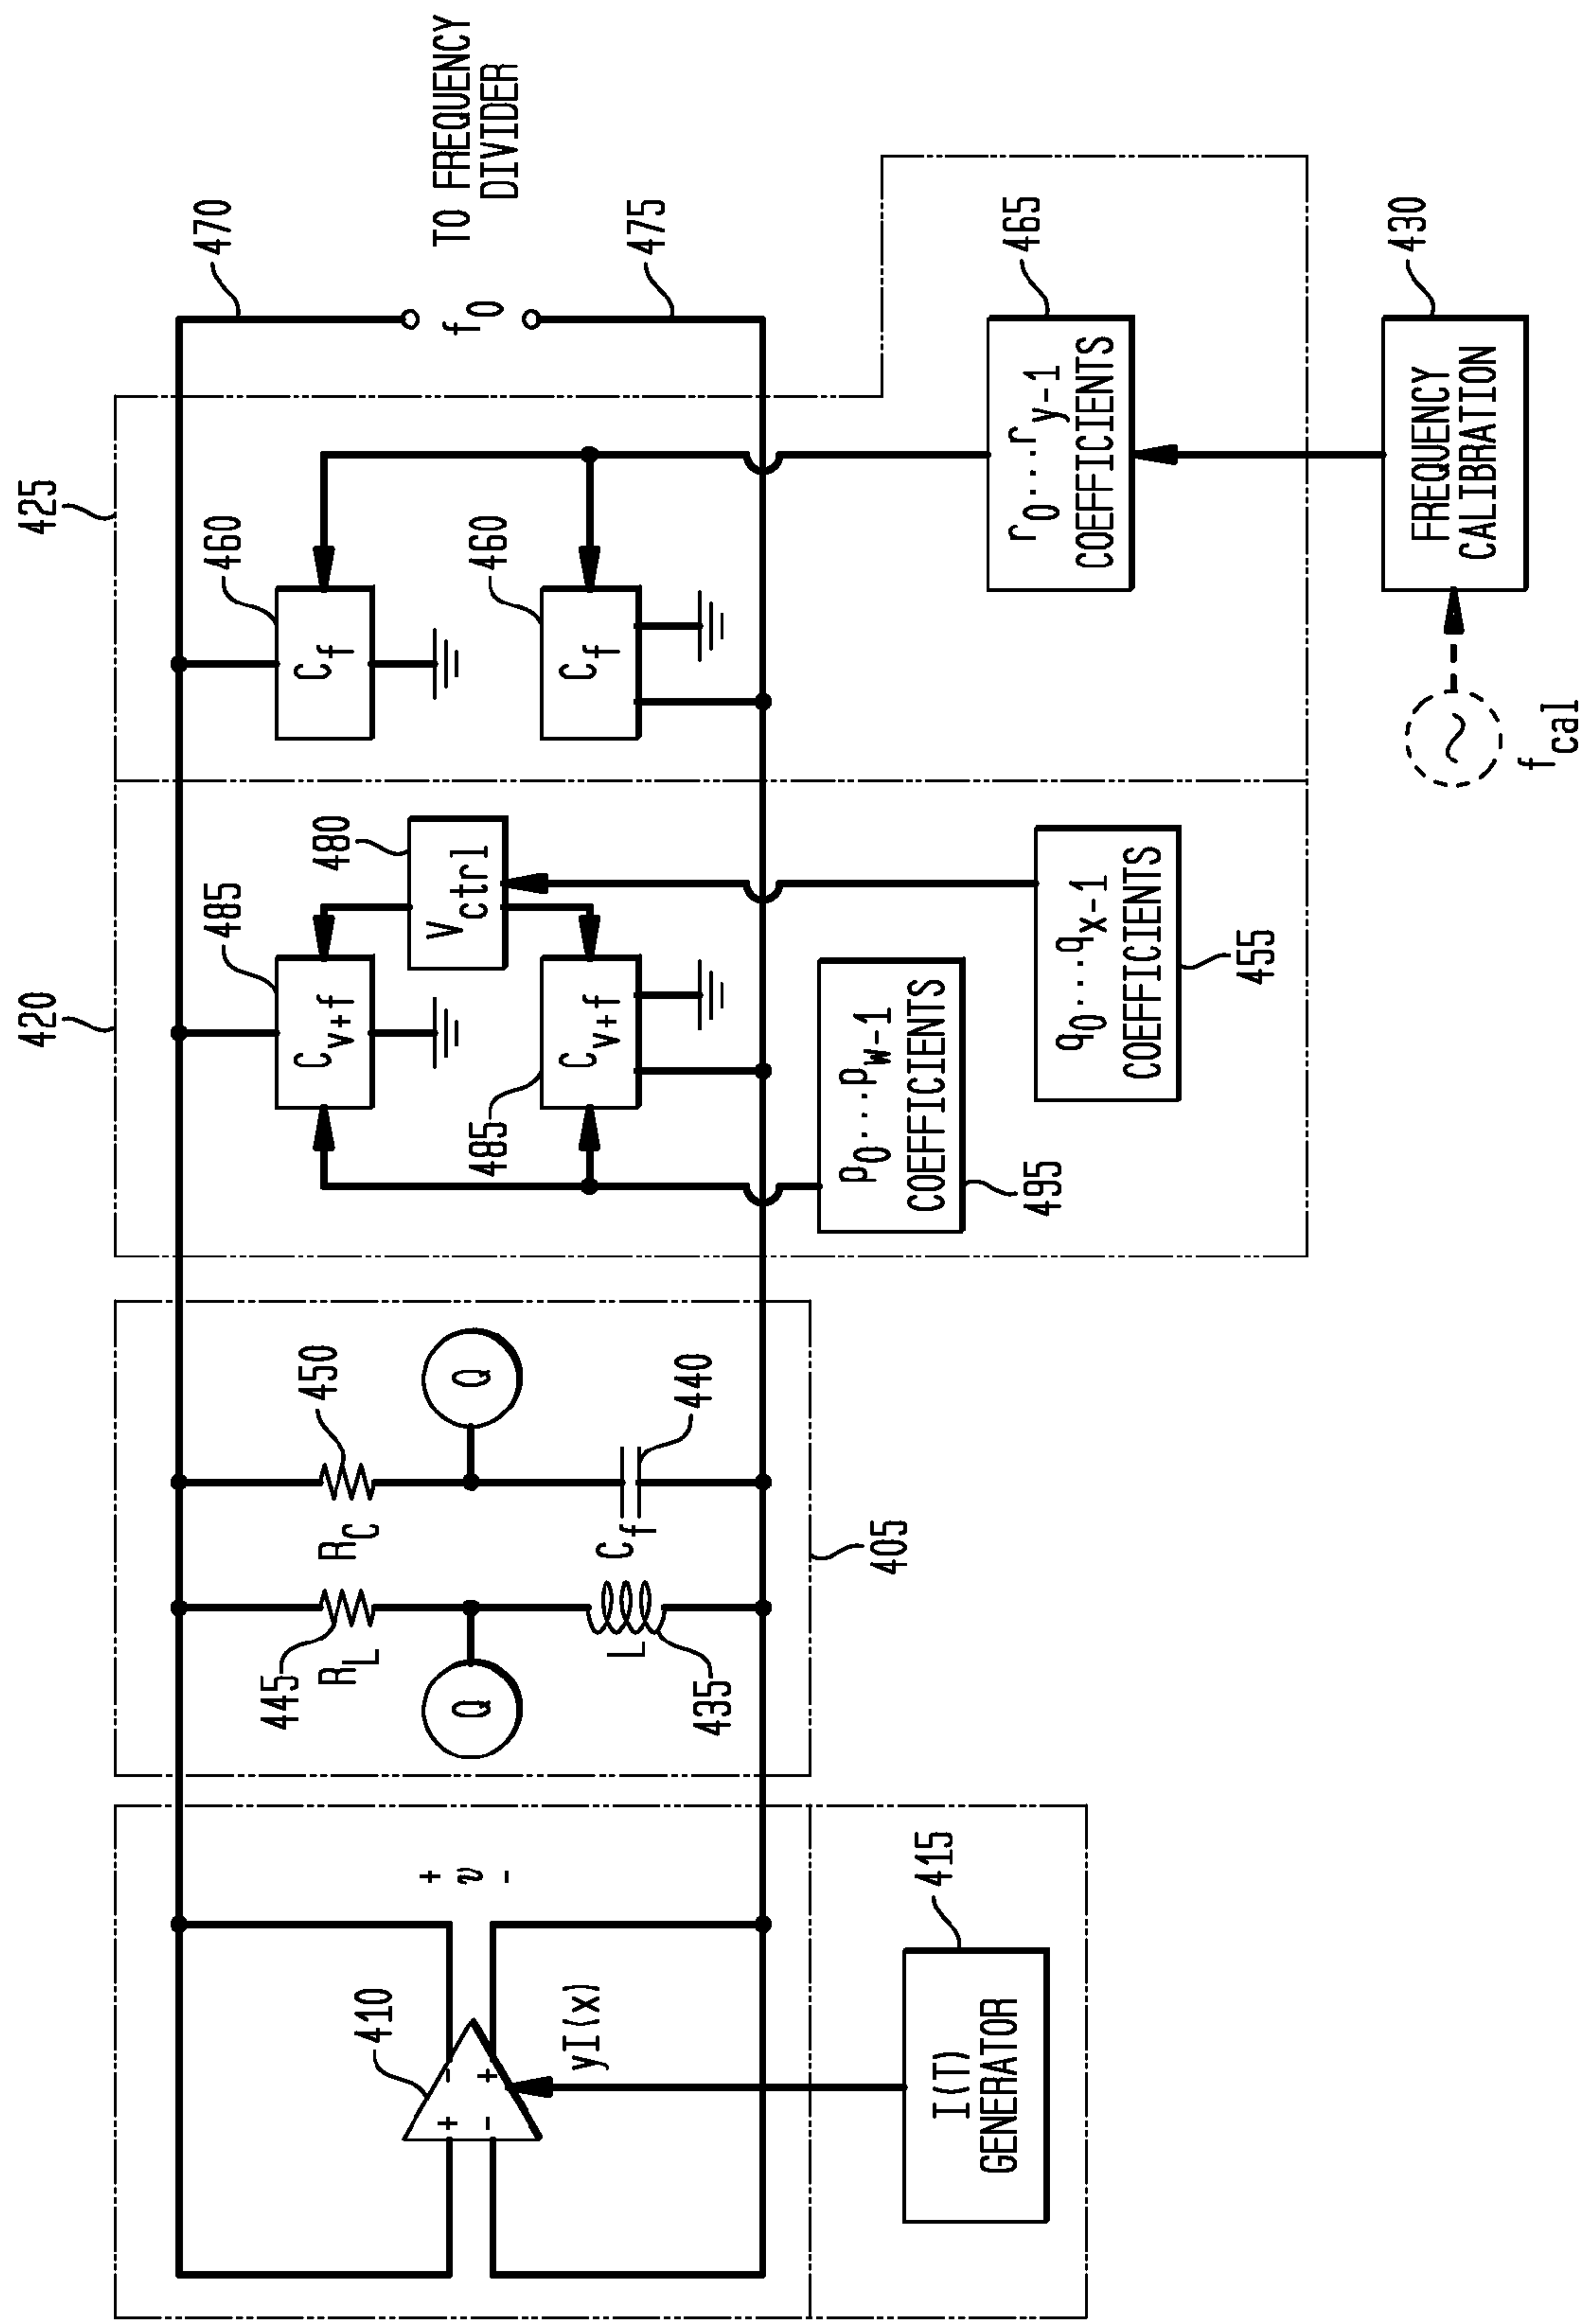 420
425
470
TO FREQUENCY
DIVIDER
410
+
-
-
+
+
v
-
yI(x)
445
RL
450
RC
Q
Q
L
435
Cf
440
485
Cv+f
480
Vctrl
485
Cv+f
460
Cf
460
Cf
f0
475
405
415
I(T)
GENERATOR
p0...pw-1
COEFFICIENTS
495
q0...qx-1
COEFFICIENTS
455
r0...ry-1
COEFFICIENTS
465
fcal
FREQUENCY
CALIBRATION
430